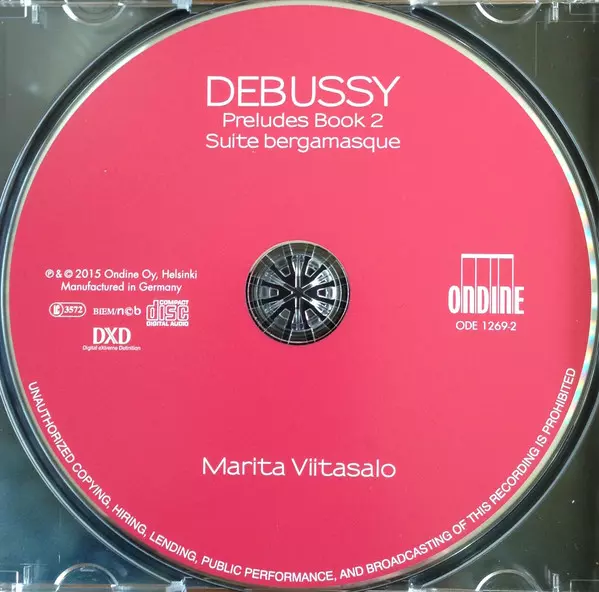 DEBUSSY
Preludes Book 2
Suite bergamasque
℗ & © 2015 Ondine Oy, Helsinki
Manufactured in Germany
3572
BIEM/n©b
COMPACT
disc
DIGITAL AUDIO
DXD
Digital eXtreme Definition
ONDINE
ODE 1269-2
Marita Viitasalo
UNAUTHORIZED COPYING, HIRING, LENDING, PUBLIC PERFORMANCE, AND BROADCASTING OF THIS RECORDING IS PROHIBITED